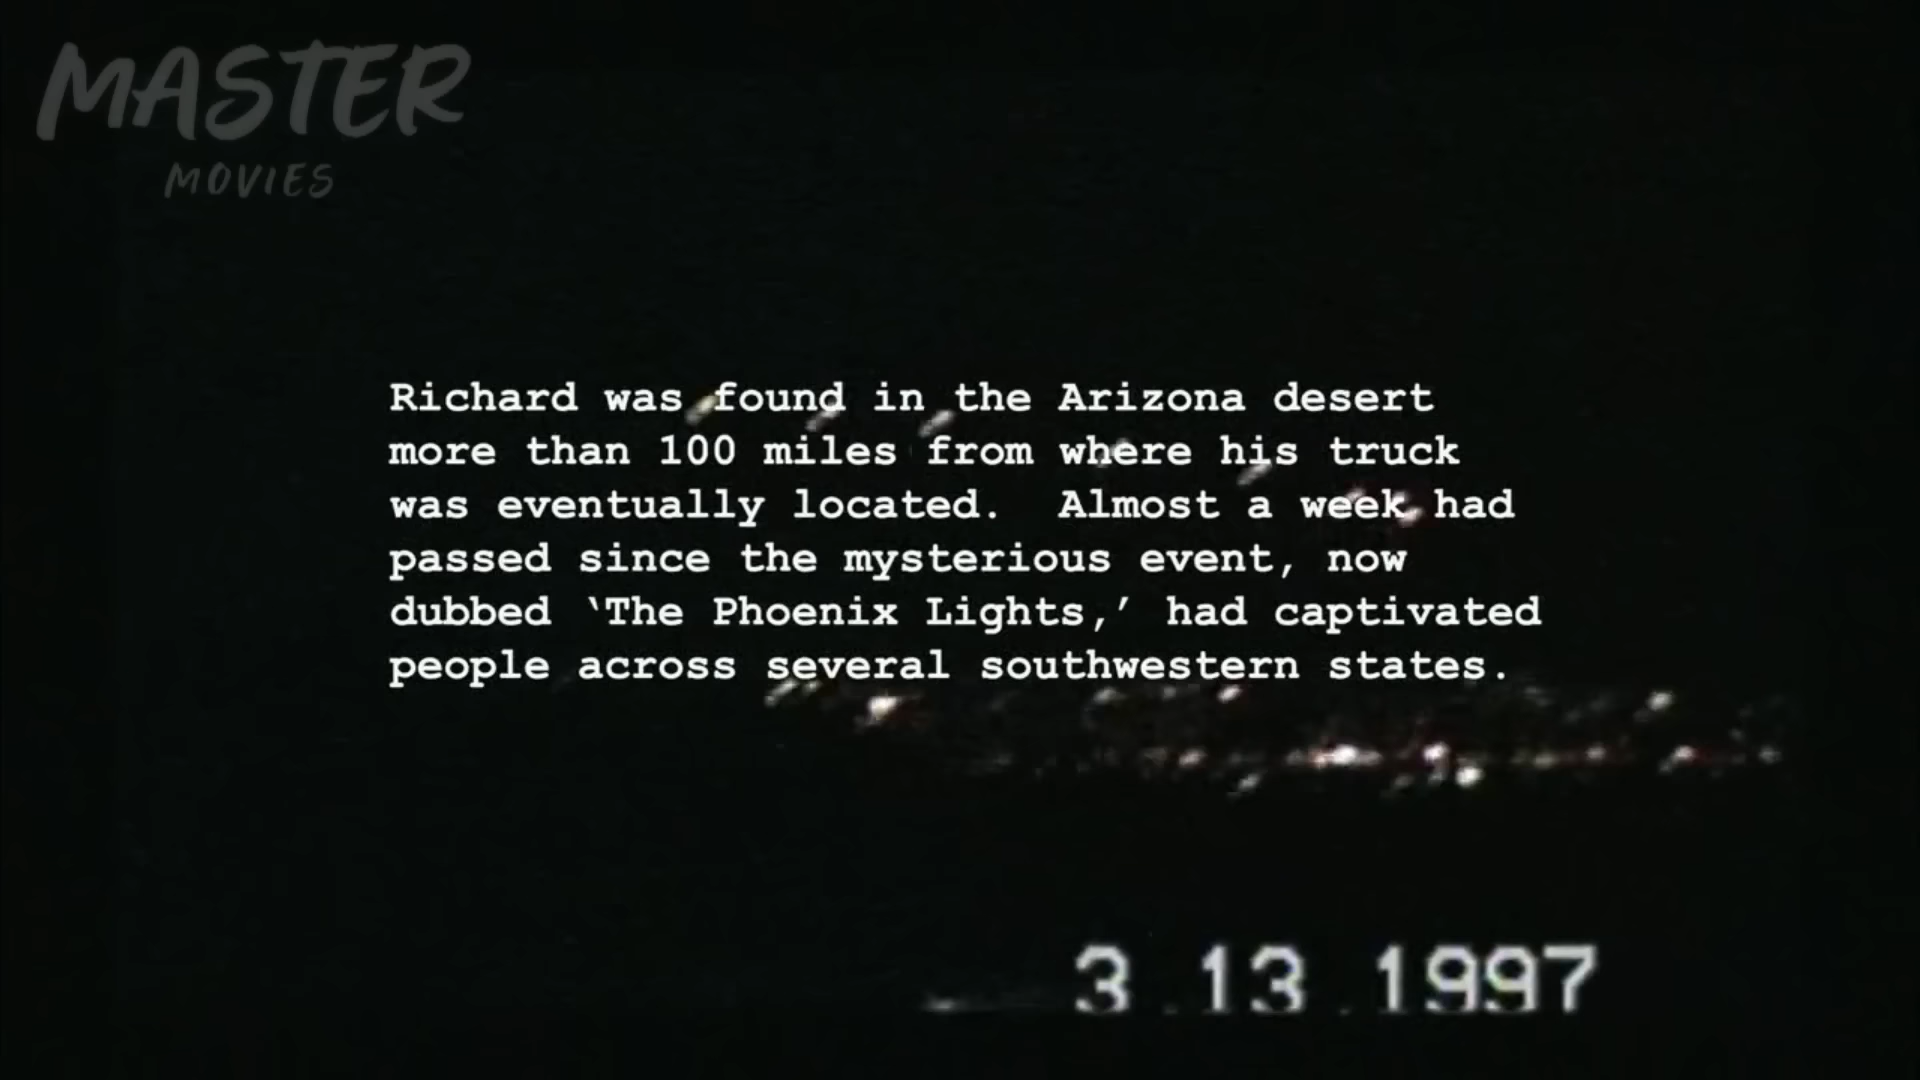 MASTER
MOVIES
Richard was found in the Arizona desert
more than 100 miles from where his truck
was eventually located.  Almost a week had
passed since the mysterious event, now
dubbed ‘The Phoenix Lights,’ had captivated
people across several southwestern states.
3.13.1997